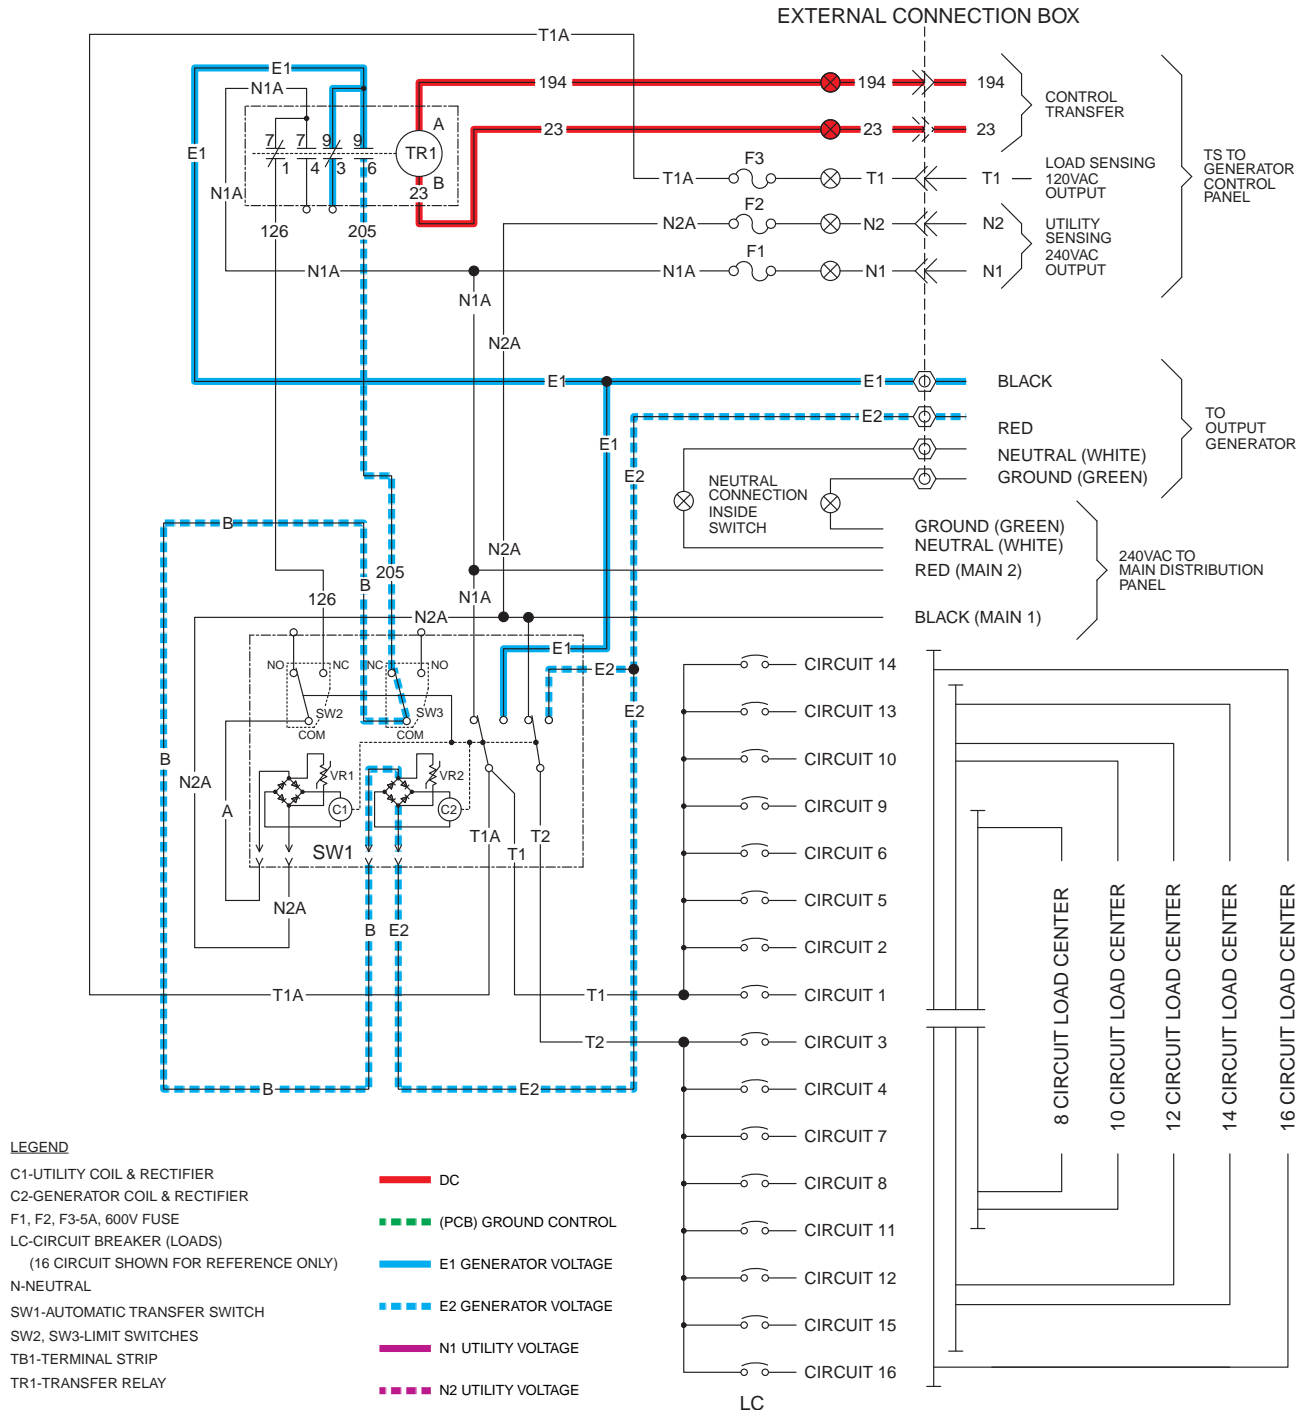 EXTERNAL CONNECTION BOX
T1A
E1
194
194
194
N1A
CONTROL
TRANSFER
A
23
23
23
7
7
9
9
E1
TR1
TS TO
GENERATOR
CONTROL
PANEL
1
4
3
6
B
23
F3
LOAD SENSING
120VAC
OUTPUT
T1A
T1
T1
N1A
F2
126
205
N2A
N2
N2
UTILITY
SENSING
240VAC
OUTPUT
F1
N1A
N1A
N1
N1
N1A
N2A
E1
E1
BLACK
E2
TO
OUTPUT
GENERATOR
RED
E1
NEUTRAL (WHITE)
E2
GROUND (GREEN)
NEUTRAL
CONNECTION
INSIDE
SWITCH
B
GROUND (GREEN)
N2A
NEUTRAL (WHITE)
205
B
RED (MAIN 2)
240VAC TO
MAIN DISTRIBUTION
PANEL
126
N1A
N2A
BLACK (MAIN 1)
E1
NO
NC
NC
NO
E2
CIRCUIT 14
SW2
SW3
E2
CIRCUIT 13
COM
COM
B
CIRCUIT 10
N2A
VR1
VR2
A
C1
C2
CIRCUIT 9
T1A
T2
SW1
T1
CIRCUIT 6
CIRCUIT 5
N2A
B
E2
CIRCUIT 2
T1A
T1
CIRCUIT 1
T2
CIRCUIT 3
B
E2
CIRCUIT 4
CIRCUIT 7
CIRCUIT 8
CIRCUIT 11
CIRCUIT 12
CIRCUIT 15
CIRCUIT 16
LC
8 CIRCUIT LOAD CENTER
10 CIRCUIT LOAD CENTER
12 CIRCUIT LOAD CENTER
14 CIRCUIT LOAD CENTER
16 CIRCUIT LOAD CENTER
LEGEND
C1-UTILITY COIL & RECTIFIER
C2-GENERATOR COIL & RECTIFIER
F1, F2, F3-5A, 600V FUSE
LC-CIRCUIT BREAKER (LOADS)
(16 CIRCUIT SHOWN FOR REFERENCE ONLY)
N-NEUTRAL
SW1-AUTOMATIC TRANSFER SWITCH
SW2, SW3-LIMIT SWITCHES
TB1-TERMINAL STRIP
TR1-TRANSFER RELAY
DC
(PCB) GROUND CONTROL
E1 GENERATOR VOLTAGE
E2 GENERATOR VOLTAGE
N1 UTILITY VOLTAGE
N2 UTILITY VOLTAGE